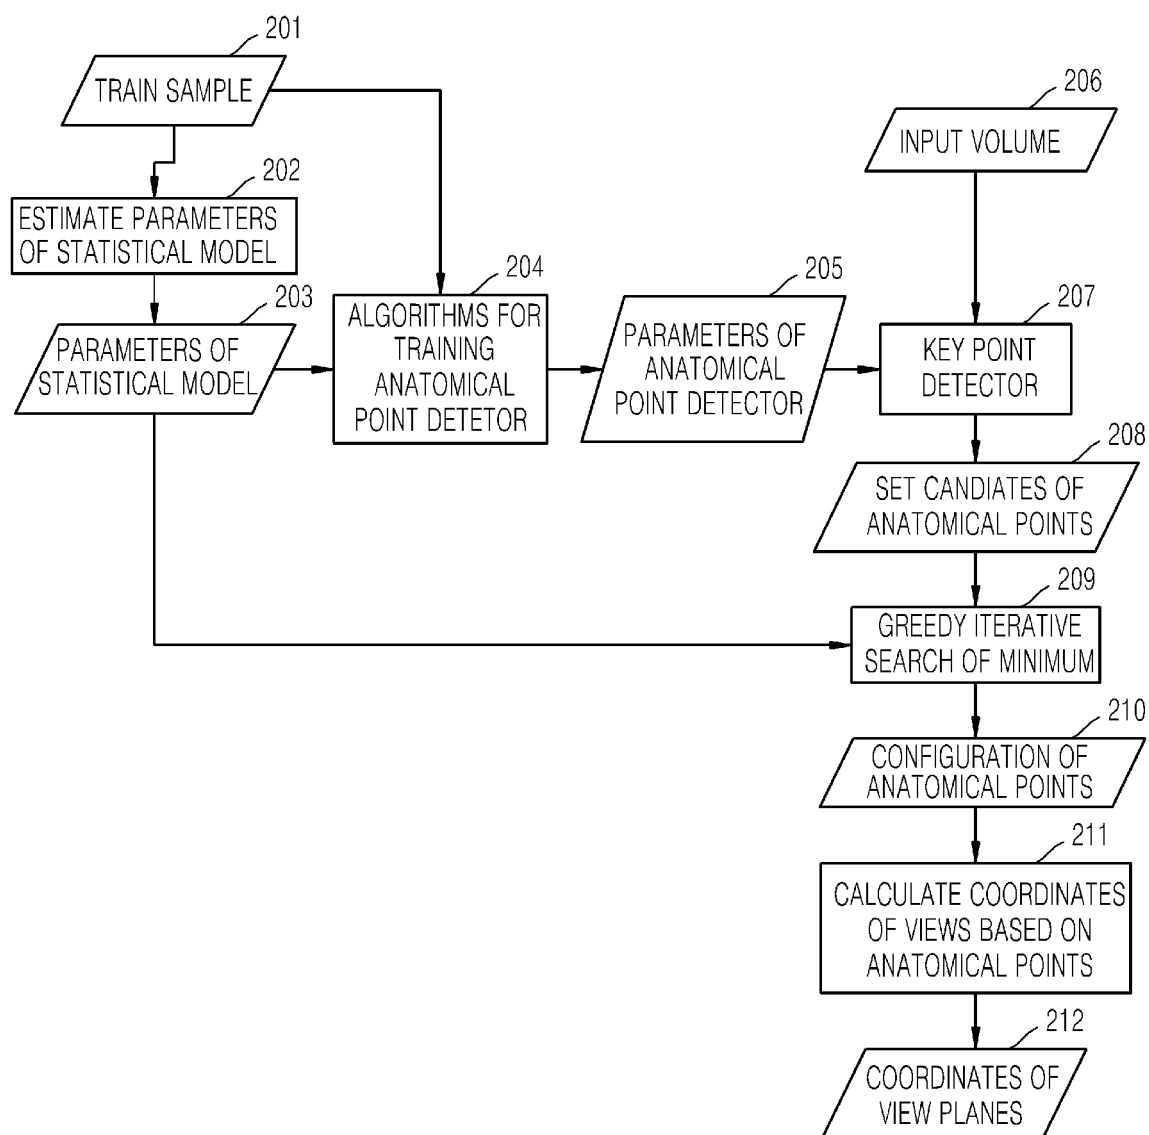 201
TRAIN SAMPLE
202
ESTIMATE PARAMETERS
OF STATISTICAL MODEL
203
PARAMETERS OF
STATISTICAL MODEL
204
ALGORITHMS FOR
TRAINING
ANATOMICAL
POINT DETETOR
205
PARAMETERS OF
ANATOMICAL
POINT DETECTOR
206
INPUT VOLUME
207
KEY POINT
DETECTOR
208
SET CANDIATES OF
ANATOMICAL POINTS
209
GREEDY ITERATIVE
SEARCH OF MINIMUM
210
CONFIGURATION OF
ANATOMICAL POINTS
211
CALCULATE COORDINATES
OF VIEWS BASED ON
ANATOMICAL POINTS
212
COORDINATES OF
VIEW PLANES